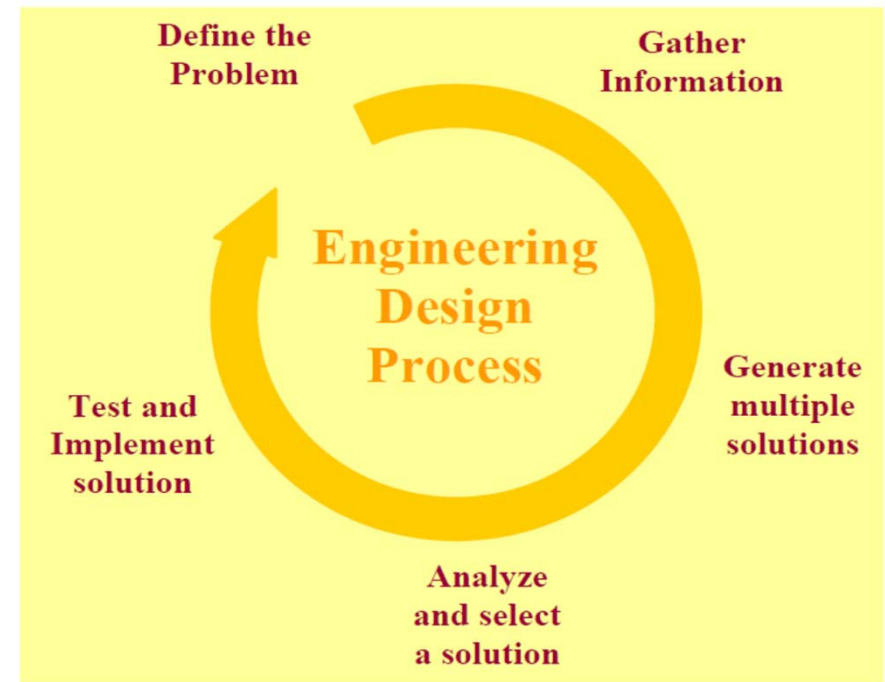 Define the
Problem
Gather
Information
Engineering
Design
Process
Generate
multiple
solutions
Test and
Implement
solution
Analyze
and select
a solution